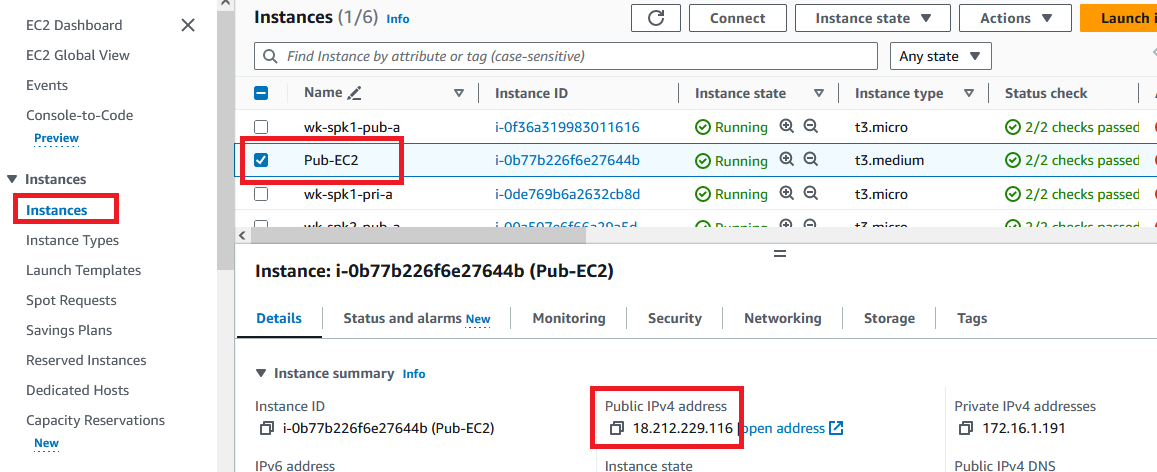 EC2 Dashboard
EC2 Global View
Events
Console-to-Code
Preview
Instances
Instances
Instance Types
Launch Templates
Spot Requests
Savings Plans
Reserved Instances
Dedicated Hosts
Capacity Reservations
New
Instances (1/6) Info
Connect Instance state Actions Launch i
Find Instance by attribute or tag (case-sensitive) Any state
Name Instance ID Instance state Instance type Status check
wk-spk1-pub-a i-0f36a319983011616 Running t3.micro 2/2 checks passed
Pub-EC2 i-0b77b226f6e27644b Running t3.medium 2/2 checks passed
wk-spk1-pri-a i-0de769b6a2632cb8d Running t3.micro 2/2 checks passed
Running t3.micro 2/2 checks passed
Instance: i-0b77b226f6e27644b (Pub-EC2)
Details Status and alarms New Monitoring Security Networking Storage Tags
Instance summary Info
Instance ID Public IPv4 address Private IPv4 addresses
i-0b77b226f6e27644b (Pub-EC2) 18.212.229.116 open address 172.16.1.191
IPv6 address Instance state Public IPv4 DNS